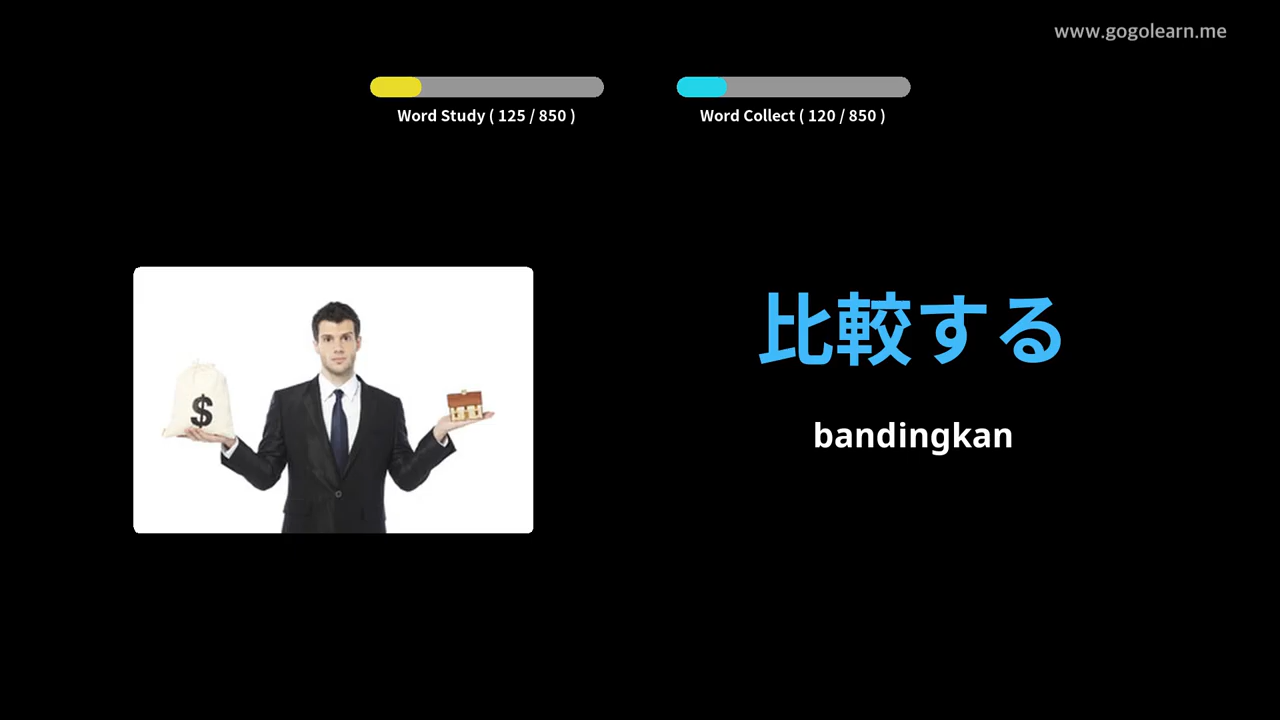 www.gogolearn.me
Word Study ( 125 / 850 )
Word Collect ( 120 / 850 )
$
比較する
bandingkan